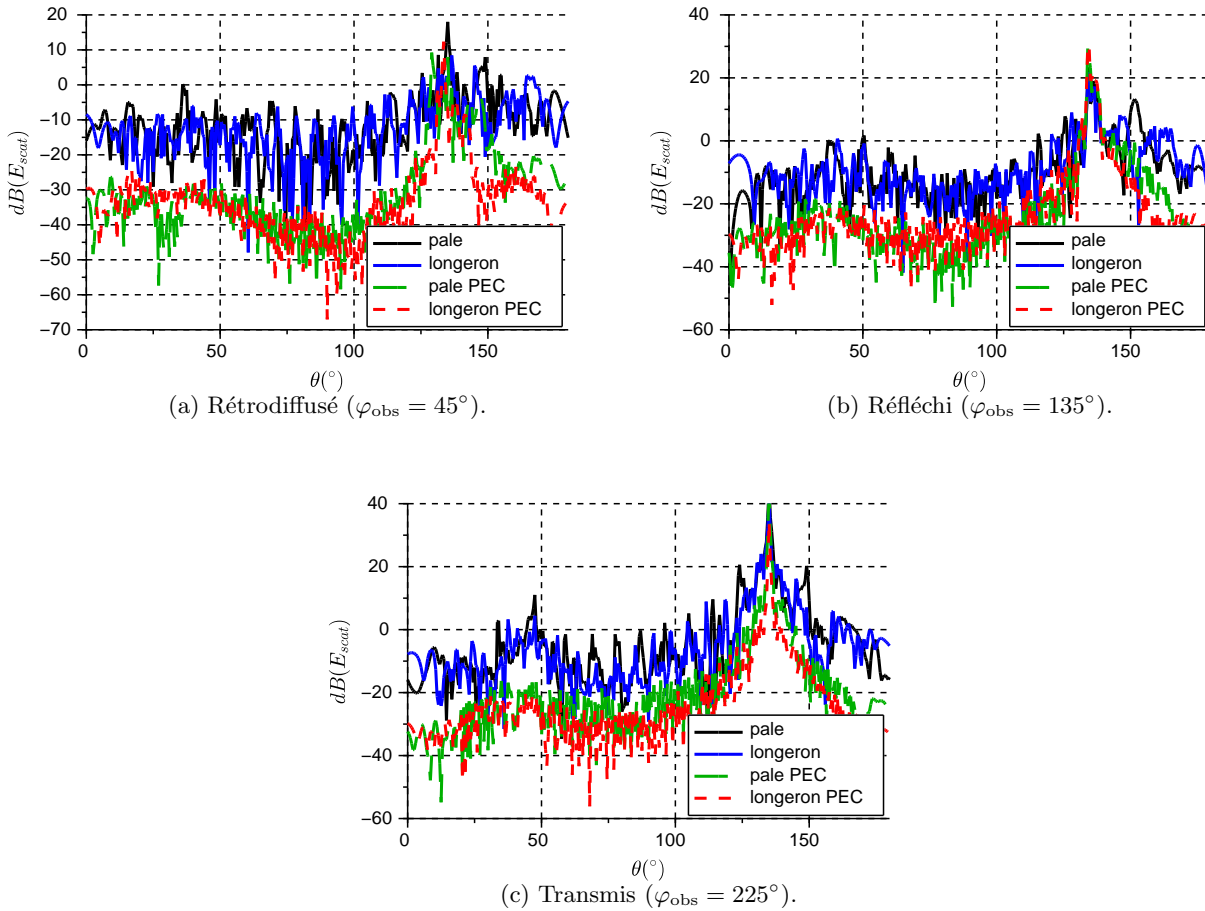 20
10
0
−10
−20
−30
−40
−50
−60
−70
dB(E_scat)
0 50 100 150
θ(°)
pale
longeron
pale PEC
longeron PEC
(a) Rétrodiffusé (φ_obs = 45°).
40
20
0
−20
−40
−60
dB(E_scat)
0 50 100 150
θ(°)
pale
longeron
pale PEC
longeron PEC
(b) Réfléchi (φ_obs = 135°).
40
20
0
−20
−40
−60
dB(E_scat)
0 50 100 150
θ(°)
pale
longeron
pale PEC
longeron PEC
(c) Transmis (φ_obs = 225°).